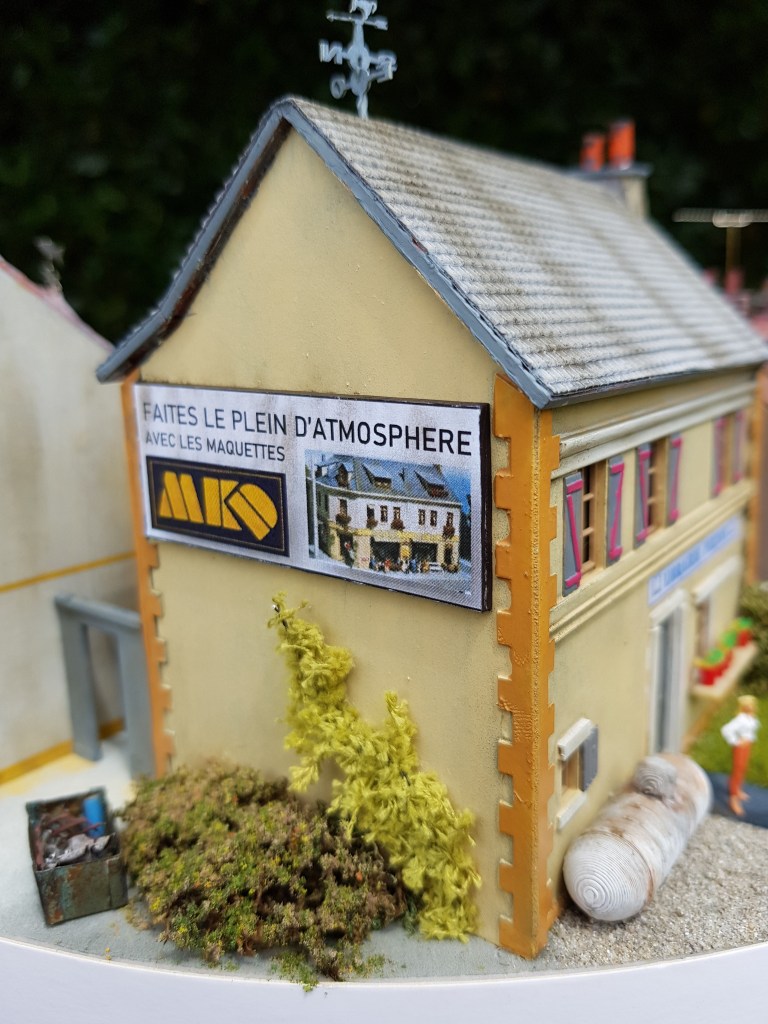 FAITES LE PLEIN D'ATMOSPHERE
AVEC LES MAQUETTES
MKD